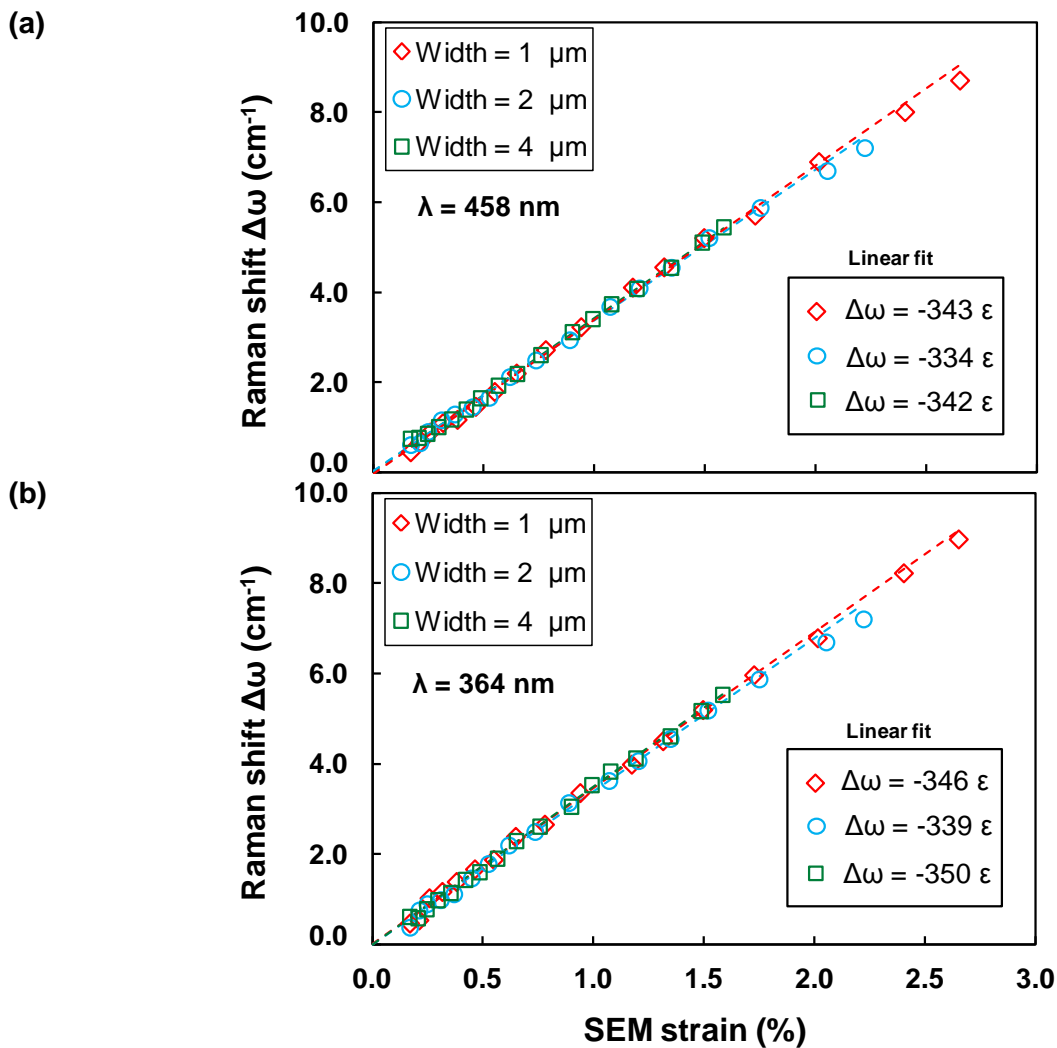 (a)
10.0
8.0
6.0
4.0
2.0
0.0
Raman shift Δω (cm-1)
Width = 1 μm
Width = 2 μm
Width = 4 μm
λ = 458 nm
Linear fit
Δω = -343 ε
Δω = -334 ε
Δω = -342 ε
(b)
10.0
8.0
6.0
4.0
2.0
0.0
Raman shift Δω (cm-1)
Width = 1 μm
Width = 2 μm
Width = 4 μm
λ = 364 nm
Linear fit
Δω = -346 ε
Δω = -339 ε
Δω = -350 ε
0.0 0.5 1.0 1.5 2.0 2.5 3.0
SEM strain (%)